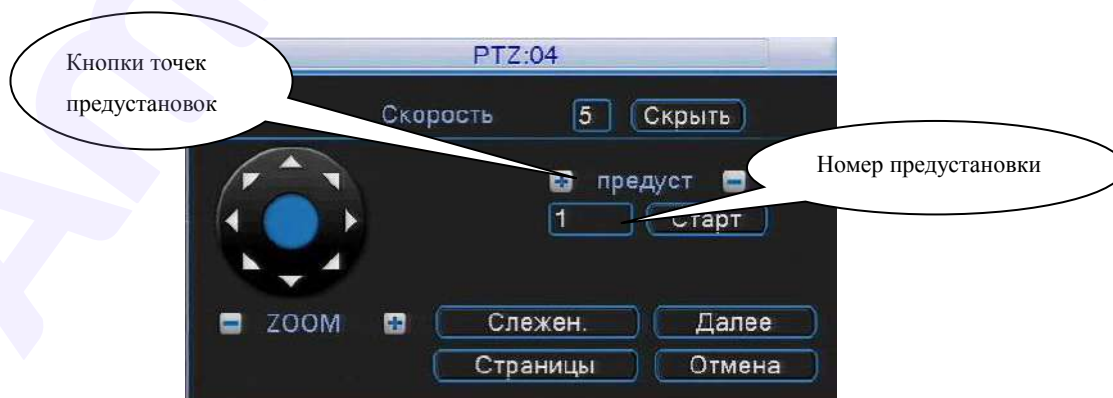 Кнопки точек
предустановок
PTZ:04
Скорость 5 Скрыть
Номер предустановки
предуст
1 Старт
ZOOM Слежен. Далее
Страницы Отмена